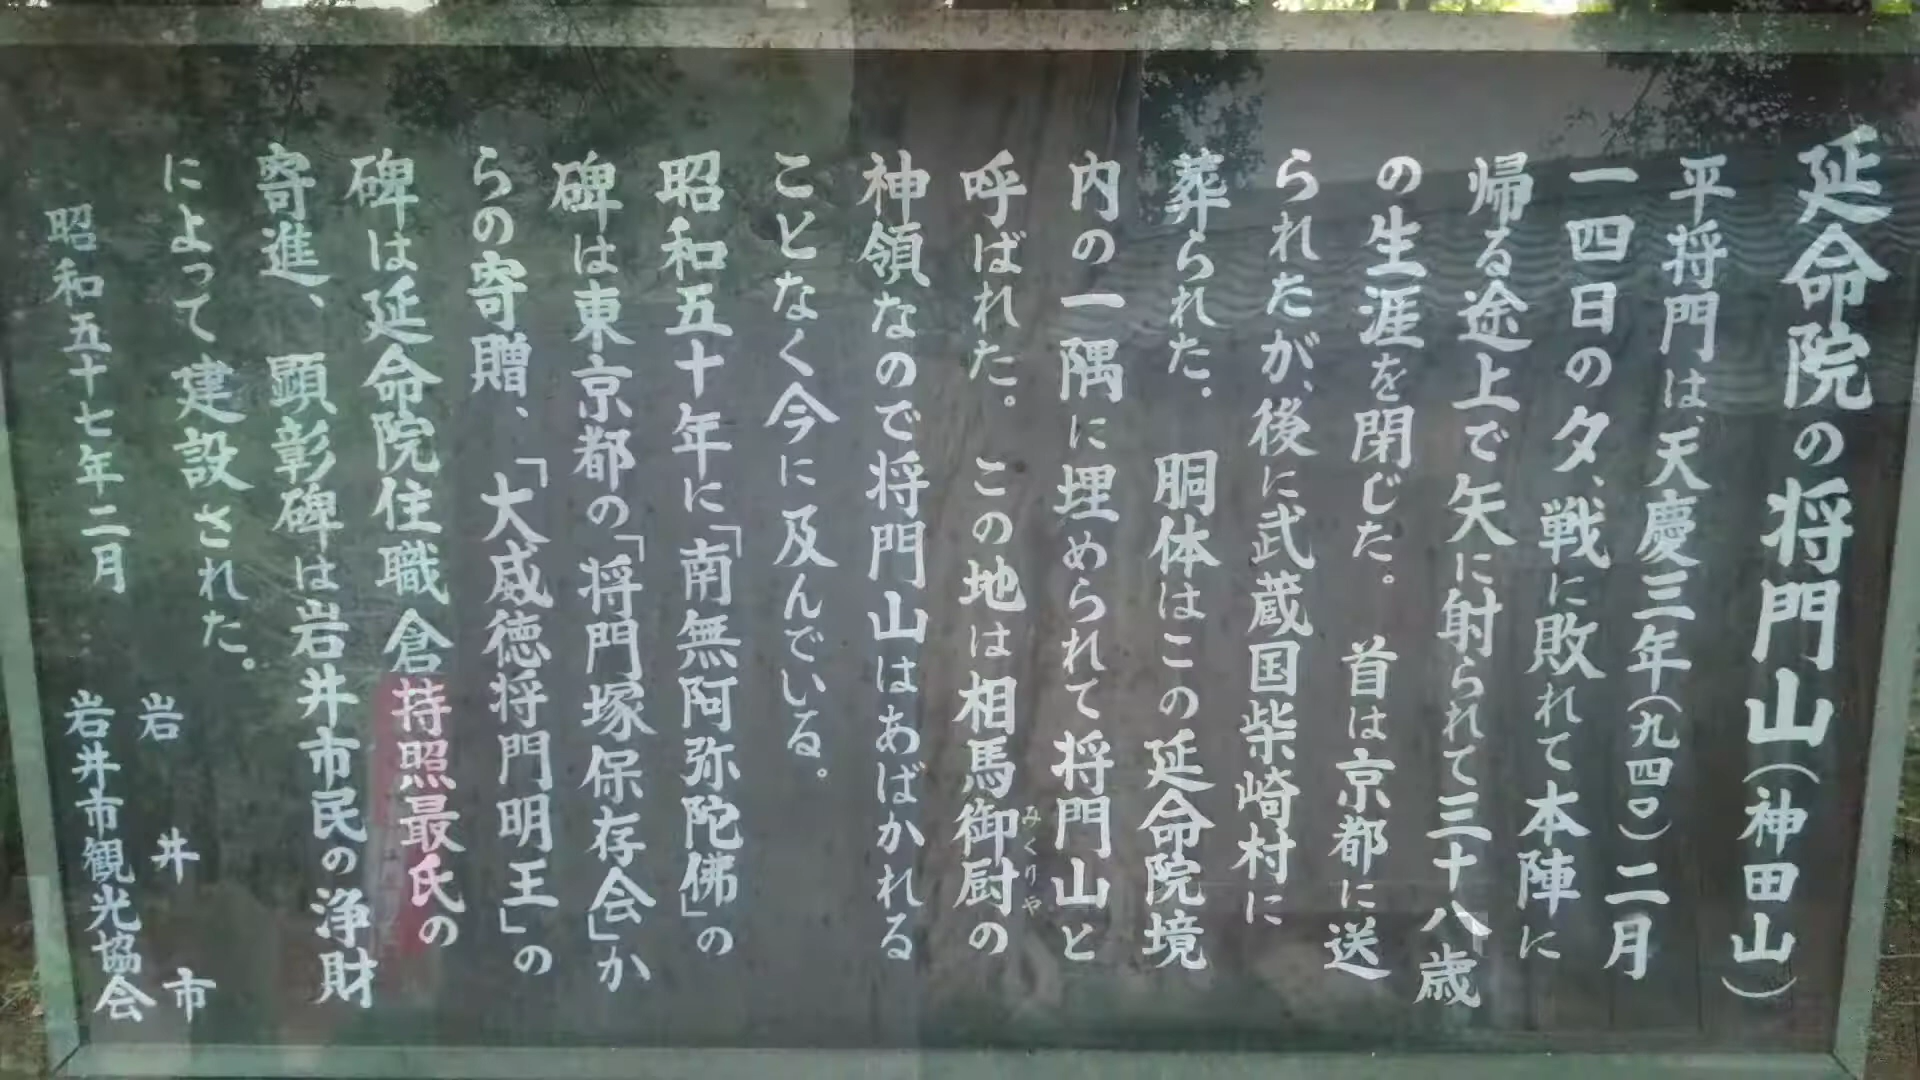 延命院の将門山(神田山)
平将門は、天慶三年(九四〇)二月
一四日の夕、戦に敗れて本陣に
帰る途上で矢に射られて三十八歳
の生涯を閉じた。首は京都に送
られたが、後に武蔵国柴崎村に
葬られた。胴体はこの延命院境
内の一隅に埋められて将門山と
呼ばれた。この地は相馬御厨の
みくりや
神領なので将門山はあばかれる
ことなく今に及んでいる。
昭和五十年に「南無阿弥陀佛」の
碑は東京都の「将門塚保存会」か
らの寄贈、「大威徳将門明王」の
碑は延命院住職倉持照最氏の
寄進、顕彰碑は岩井市民の浄財
によって建設された。
昭和五十七年二月
岩井市
岩井市観光協会